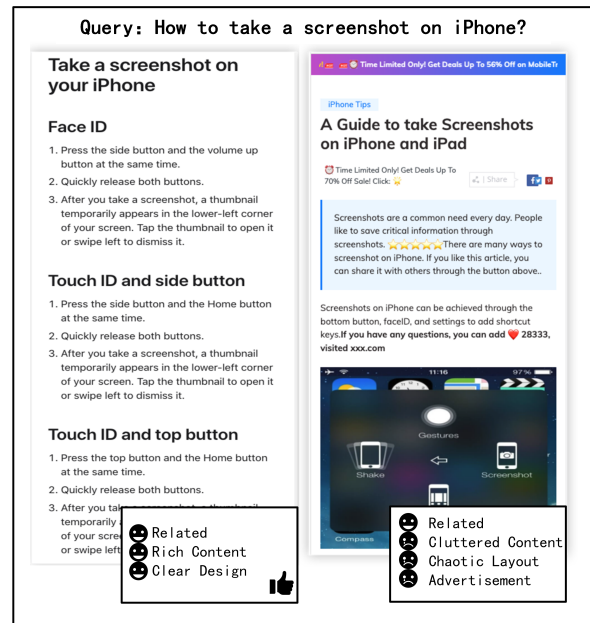 Query: How to take a screenshot on iPhone?
Take a screenshot on
your iPhone
Face ID
1. Press the side button and the volume up
button at the same time.
2. Quickly release both buttons.
3. After you take a screenshot, a thumbnail
temporarily appears in the lower-left corner
of your screen. Tap the thumbnail to open it
or swipe left to dismiss it.
Touch ID and side button
1. Press the side button and the Home button
at the same time.
2. Quickly release both buttons.
3. After you take a screenshot, a thumbnail
temporarily appears in the lower-left corner
of your screen. Tap the thumbnail to open it
or swipe left to dismiss it.
Touch ID and top button
1. Press the top button and the Home button
at the same time.
2. Quickly release both buttons.
3. After you
temporarily
of your
or swipe left
Related
Rich Content
Clear Design
Time Limited Only! Get Deals Up To 56% Off on MobileTr
iPhone Tips
A Guide to take Screenshots
on iPhone and iPad
Time Limited Only! Get Deals Up To
70% Off Sale! Click:
| Share
Screenshots are a common need every day. People
like to save critical information through
screenshots. ⭐⭐⭐⭐⭐There are many ways to
screenshot on iPhone. If you like this article, you
can share it with others through the button above..
Screenshots on iPhone can be achieved through the
bottom button, faceID, and settings to add shortcut
keys.If you have any questions, you can add ❤️ 28333,
visited xxx.com
11:16
97%
Gestures
Shake
Screenshot
Compass
Related
Cluttered Content
Chaotic Layout
Advertisement